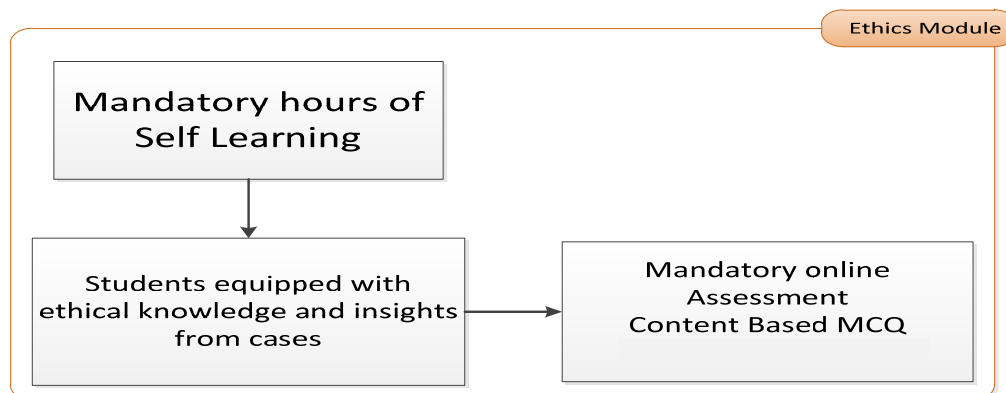 Ethics Module
Mandatory hours of
Self Learning
Students equipped with
ethical knowledge and insights
from cases
Mandatory online
Assessment
Content Based MCQ